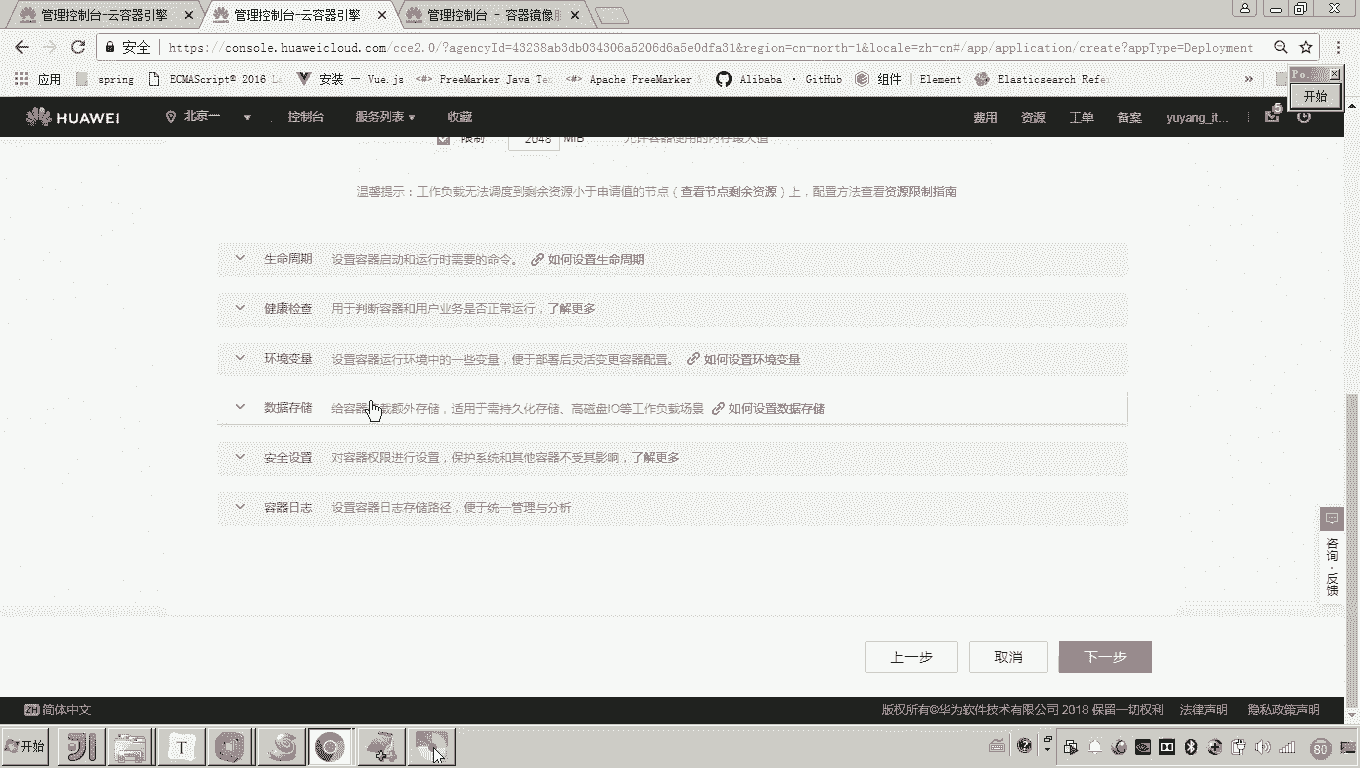 管理控制台-云容器引擎
管理控制台-云容器引擎
管理控制台 - 容器镜像
安全
https://console.huaweicloud.com/cce2.0/?agencyId=43238ab3db034306a5206d6a5e0dfa31&region=cn-north-1&locale=zh-cn#/app/application/create?appType=Deployment
应用
spring
ECMAScript® 2016
安装 — Vue.js
FreeMarker Java
Apache FreeMarker
Alibaba · GitHub
组件 | Element
Elasticsearch
»
开始
HUAWEI
北京一
控制台
服务列表
收藏
费用
资源
工单
备案
yuyang_it...
5
限制
2048 MiB
允许容器使用的内存最大值
温馨提示：工作负载无法调度到剩余资源小于申请值的节点（查看节点剩余资源）上，配置方法查看资源限制指南
生命周期 设置容器启动和运行时需要的命令。 如何设置生命周期
健康检查 用于判断容器和用户业务是否正常运行，了解更多
环境变量 设置容器运行环境中的一些变量，便于部署后灵活变更容器配置。 如何设置环境变量
数据存储 给容器 载额外存储，适用于需持久化存储、高磁盘IO等工作负载场景 如何设置数据存储
安全设置 对容器权限进行设置，保护系统和其他容器不受其影响，了解更多
容器日志 设置容器日志存储路径，便于统一管理与分析
咨询·反馈
上一步
取消
下一步
ZH 简体中文
版权所有©华为软件技术有限公司 2018 保留一切权利
法律声明
隐私政策声明
开始
80